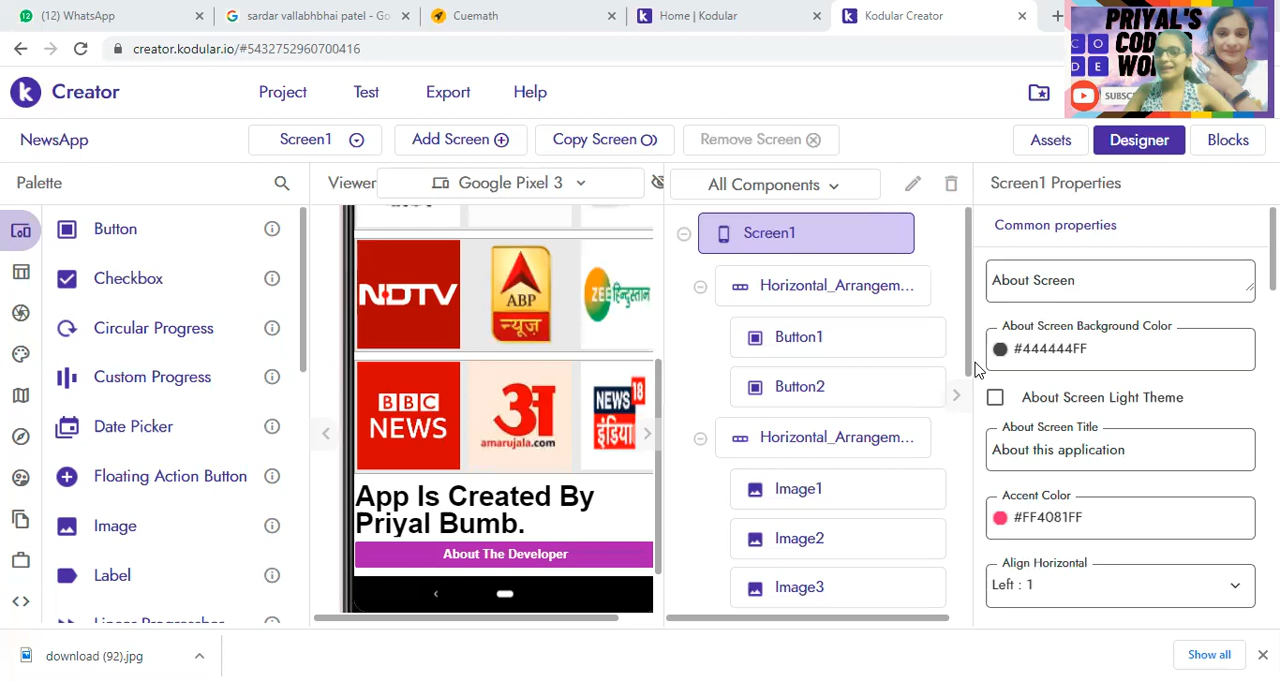 (12) WhatsApp
sardar vallabhbhai patel - Go
Cuemath
Home | Kodular
Kodular Creator
creator.kodular.io/#5432752960700416
PRIYAL'S
CODE
SUBSC
Creator
Project
Test
Export
Help
NewsApp
Screen1
Add Screen
Copy Screen
Remove Screen
Assets
Designer
Blocks
Palette
Viewer
Google Pixel 3
All Components
Screen1 Properties
Button
Checkbox
Circular Progress
Custom Progress
Date Picker
Floating Action Button
Image
Label
NDTV
ABP
न्यूज़
ZEE हिन्दुस्तान
BBC
NEWS
अ
amarujala.com
NEWS 18
इंडिया
App Is Created By
Priyal Bumb.
About The Developer
Screen1
Horizontal_Arrangem...
Button1
Button2
Horizontal_Arrangem...
Image1
Image2
Image3
Common properties
About Screen
About Screen Background Color
#444444FF
About Screen Light Theme
About Screen Title
About this application
Accent Color
#FF4081FF
Align Horizontal
Left : 1
download (92).jpg
Show all